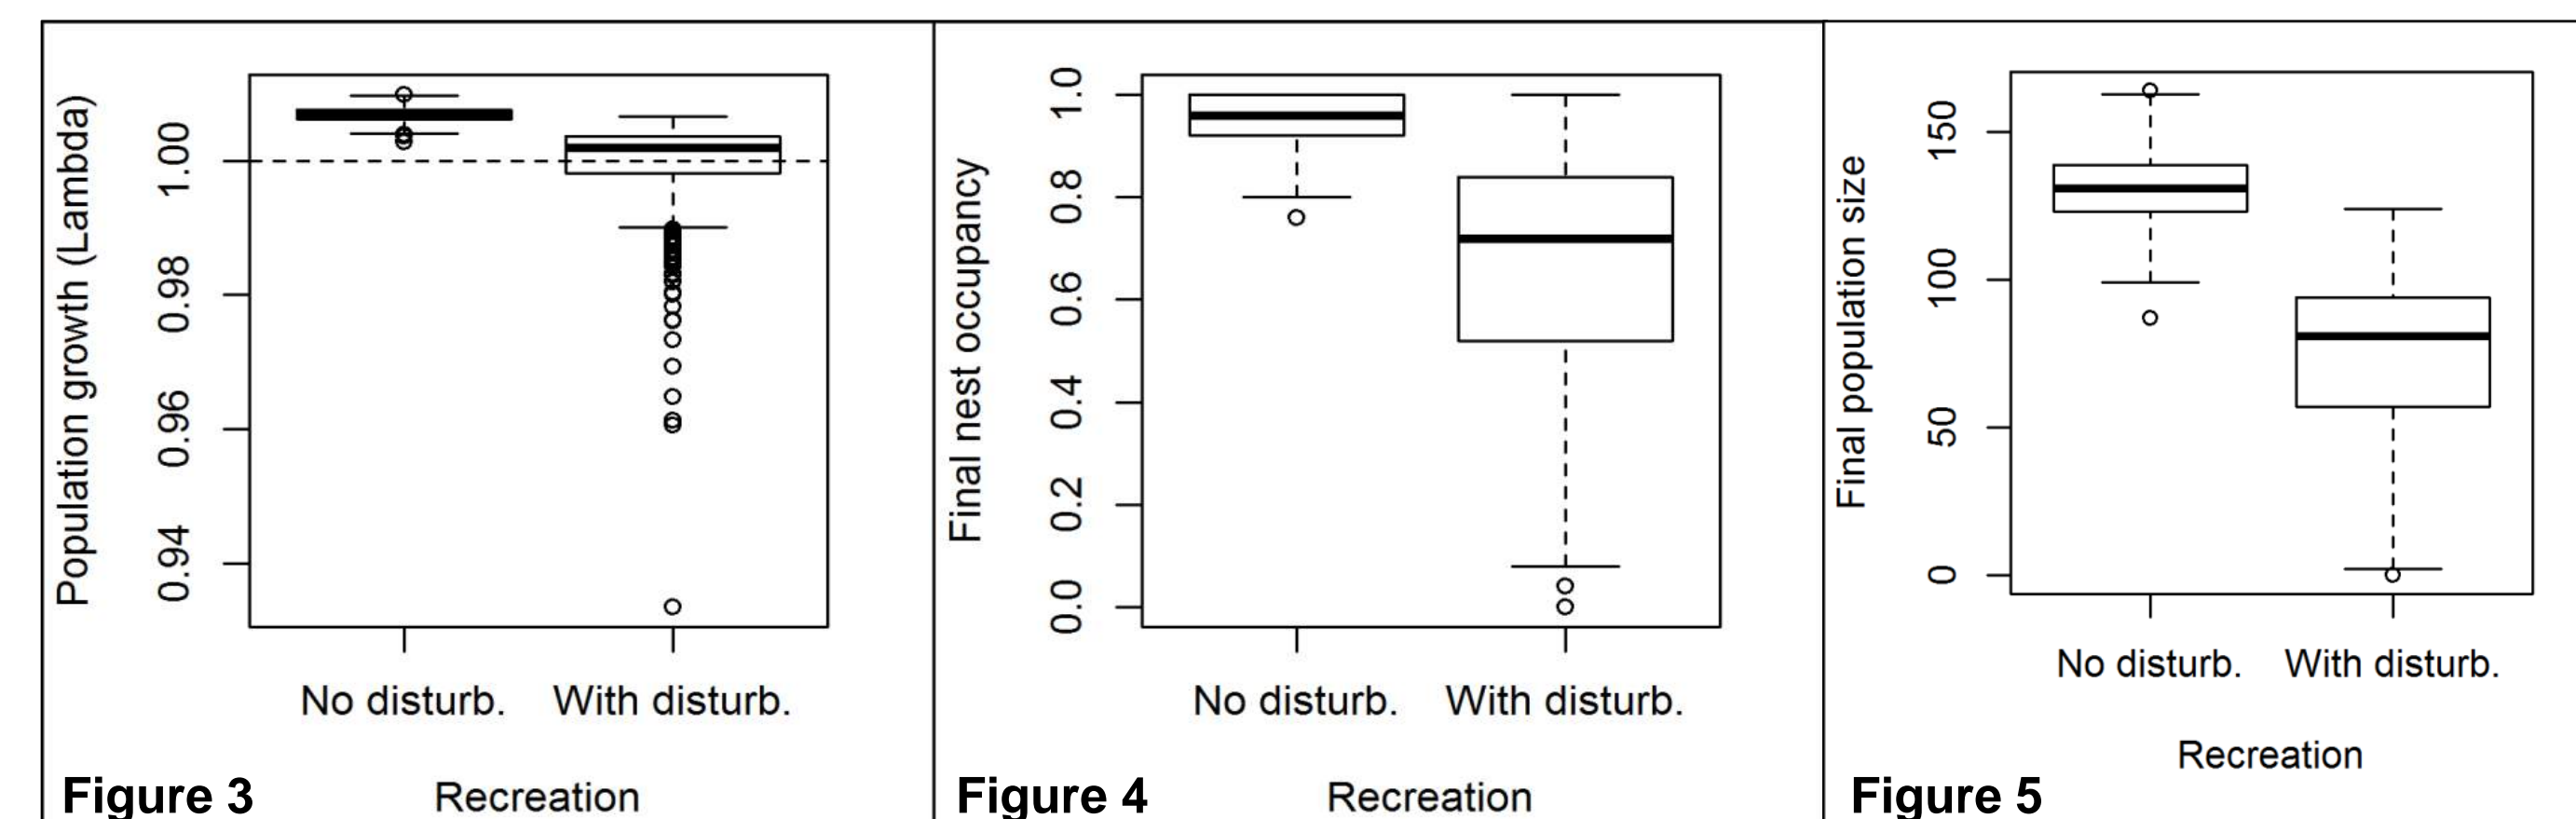 Population growth (Lambda)
1.00
0.98
0.96
0.94
No disturb. With disturb.
Recreation
Figure 3
Final nest occupancy
1.0
0.8
0.6
0.4
0.2
0.0
No disturb. With disturb.
Recreation
Figure 4
Final population size
150
100
50
0
No disturb. With disturb.
Recreation
Figure 5